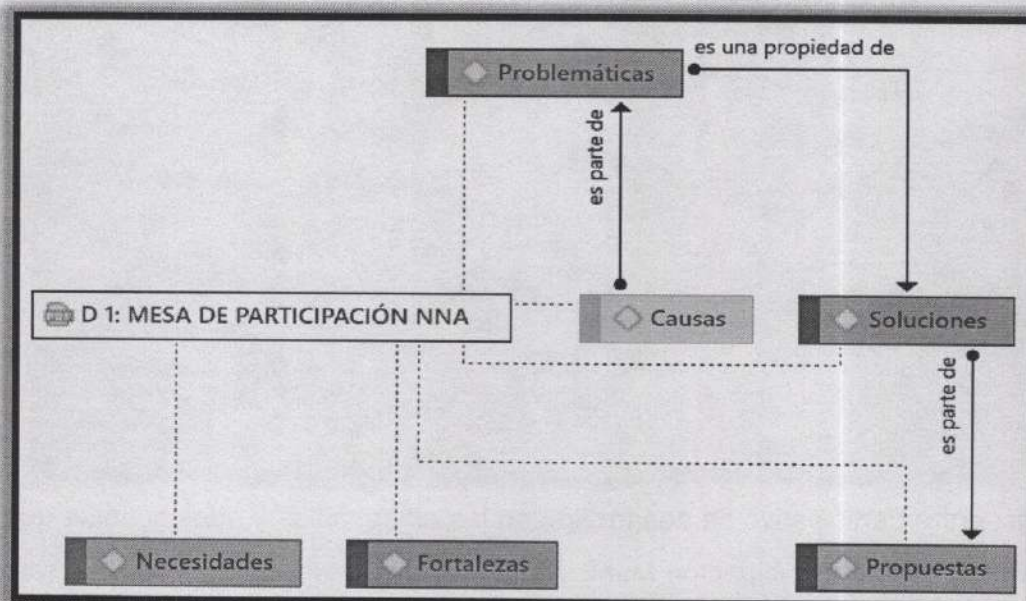 es una propiedad de
Problemáticas
es parte de
D 1: MESA DE PARTICIPACIÓN NNA
Causas
Soluciones
es parte de
Necesidades
Fortalezas
Propuestas